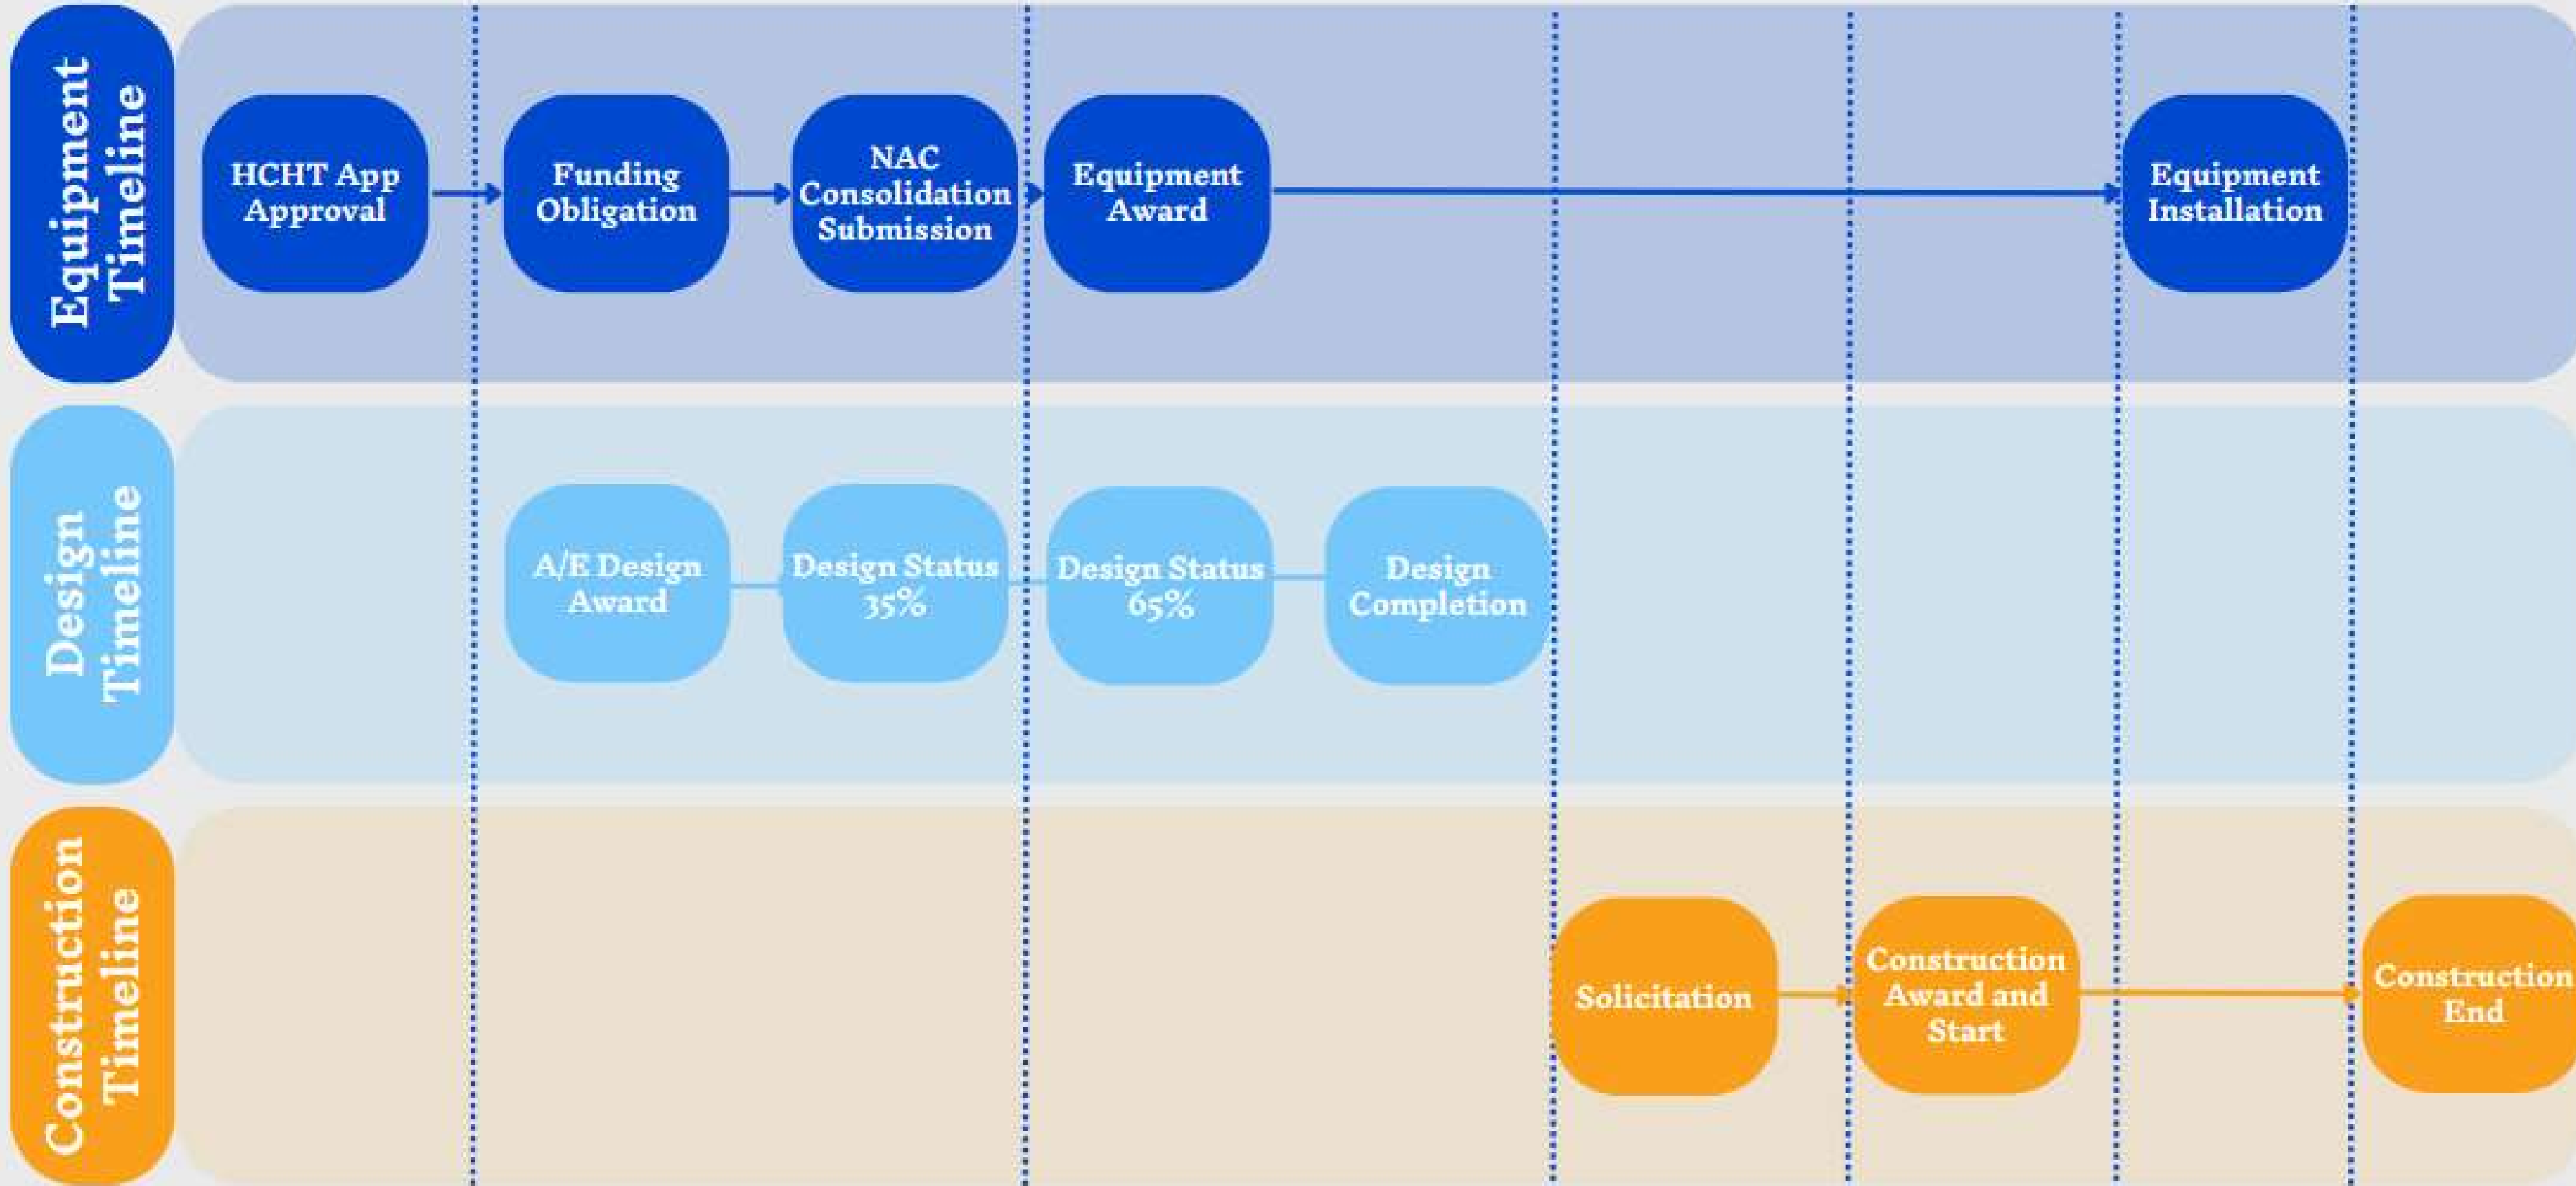 Equipment
Timeline
HCHT App
Approval
Funding
Obligation
NAC
Consolidation
Submission
Equipment
Award
Equipment
Installation
Design
Timeline
A/E Design
Award
Design Status
35%
Design Status
65%
Design
Completion
Construction
Timeline
Solicitation
Construction
Award and
Start
Construction
End